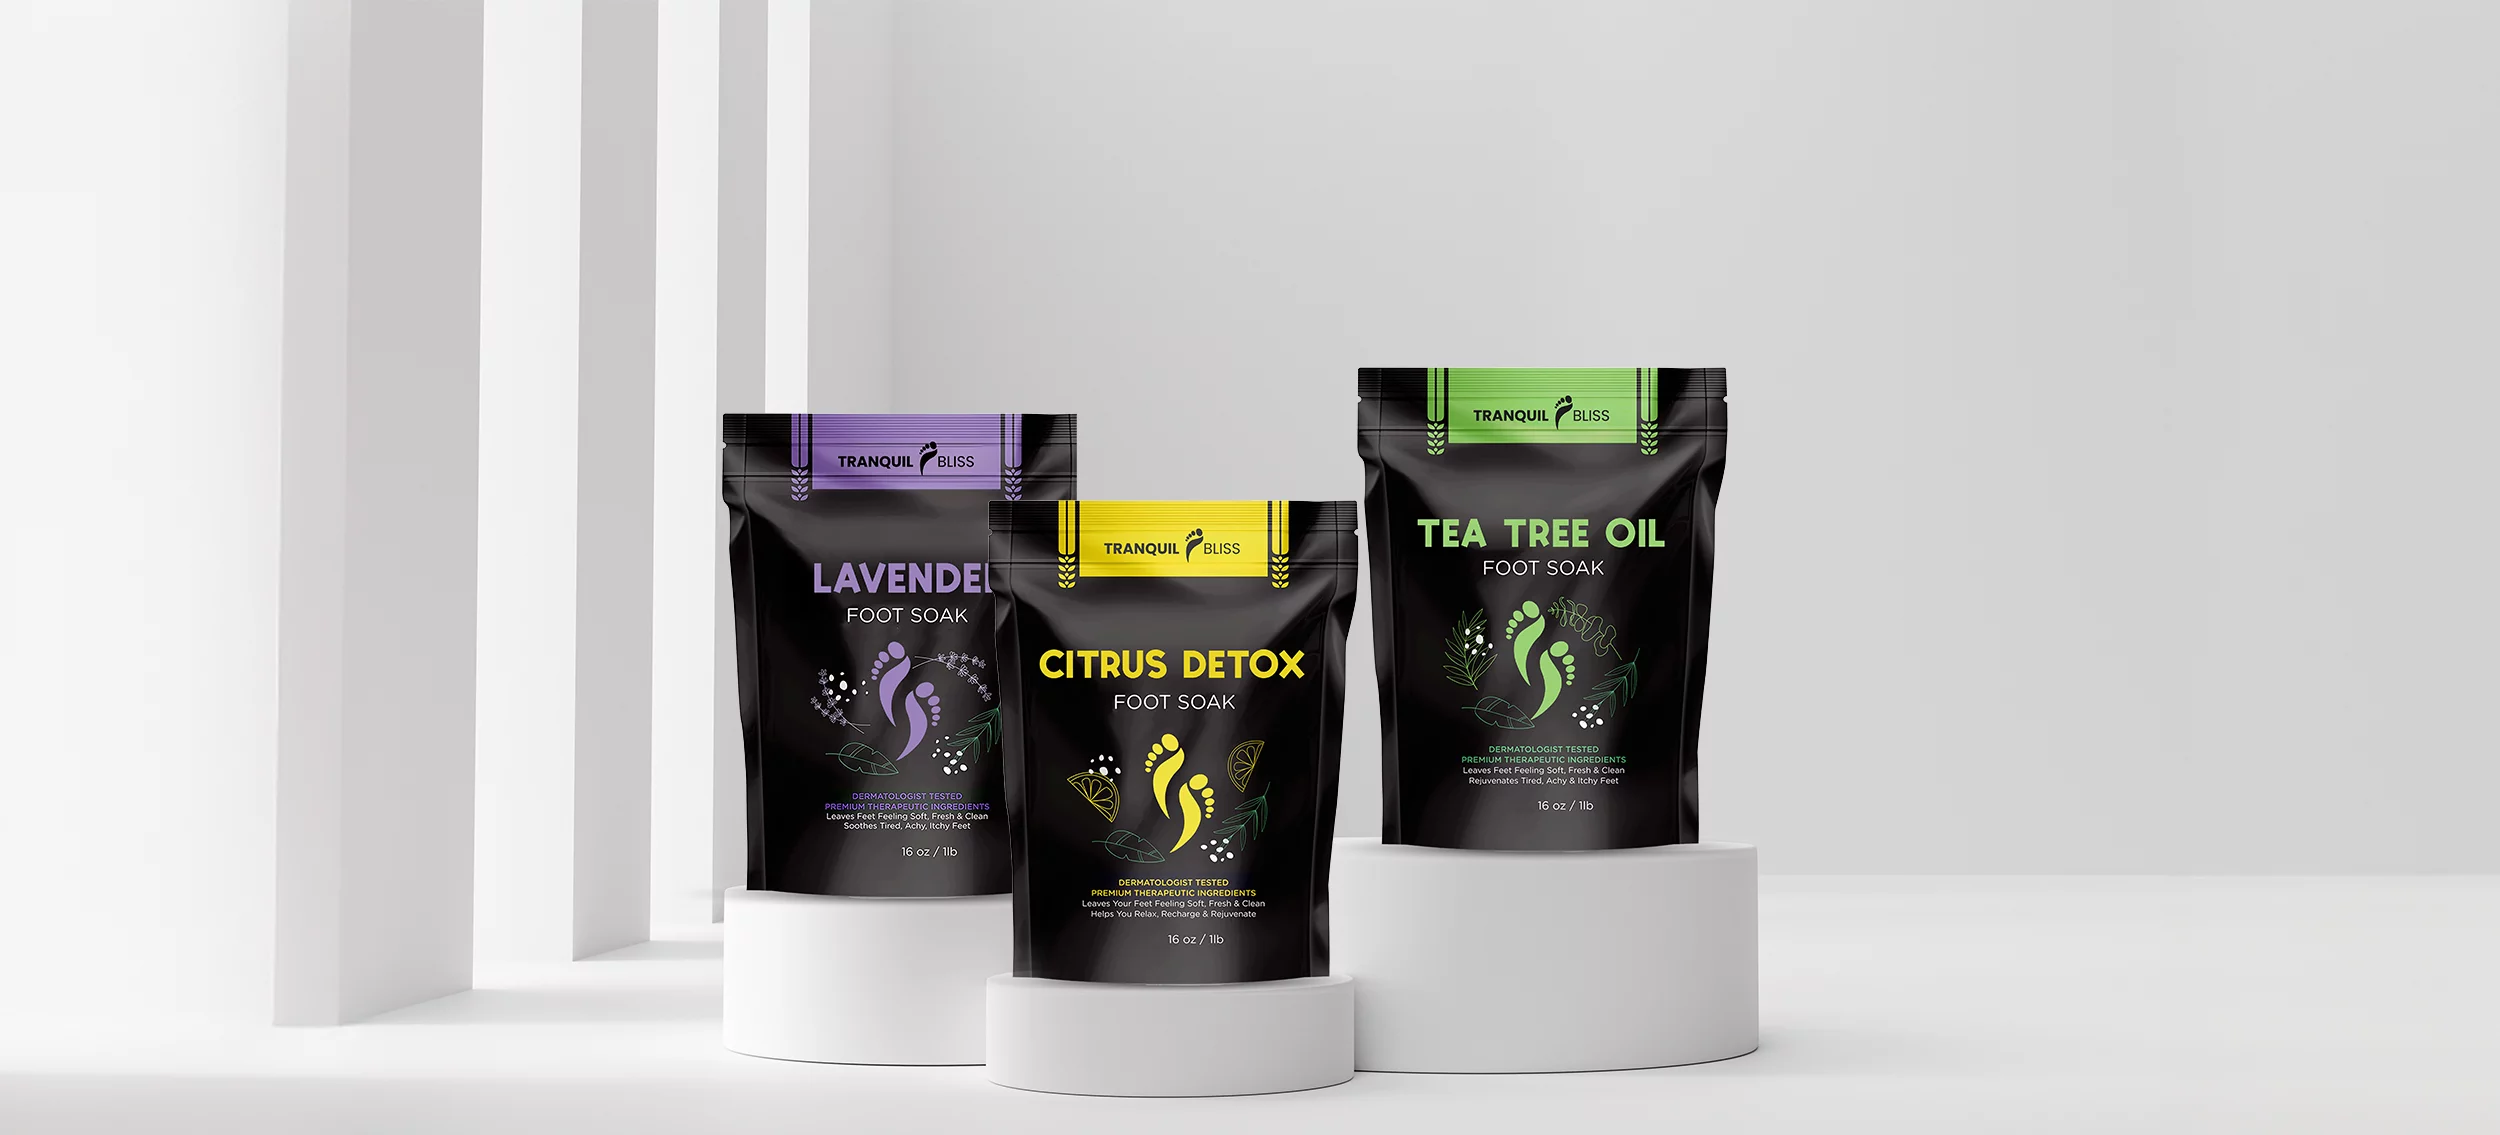 TRANQUIL BLISS
LAVENDE
FOOT SOAK
DERMATOLOGIST TESTED
PREMIUM THERAPEUTIC INGREDIENTS
Leaves Feet Feeling Soft, Fresh & Clean
Soothes Tired, Achy, Itchy Feet
16 oz / 1lb
TRANQUIL BLISS
CITRUS DETOX
FOOT SOAK
DERMATOLOGIST TESTED
PREMIUM THERAPEUTIC INGREDIENTS
Leaves Your Feet Feeling Soft, Fresh & Clean
Helps You Relax, Recharge & Rejuvenate
16 oz / 1lb
TRANQUIL BLISS
TEA TREE OIL
FOOT SOAK
DERMATOLOGIST TESTED
PREMIUM THERAPEUTIC INGREDIENTS
Leaves Feet Feeling Soft, Fresh & Clean
Rejuvenates Tired, Achy & Itchy Feet
16 oz / 1lb